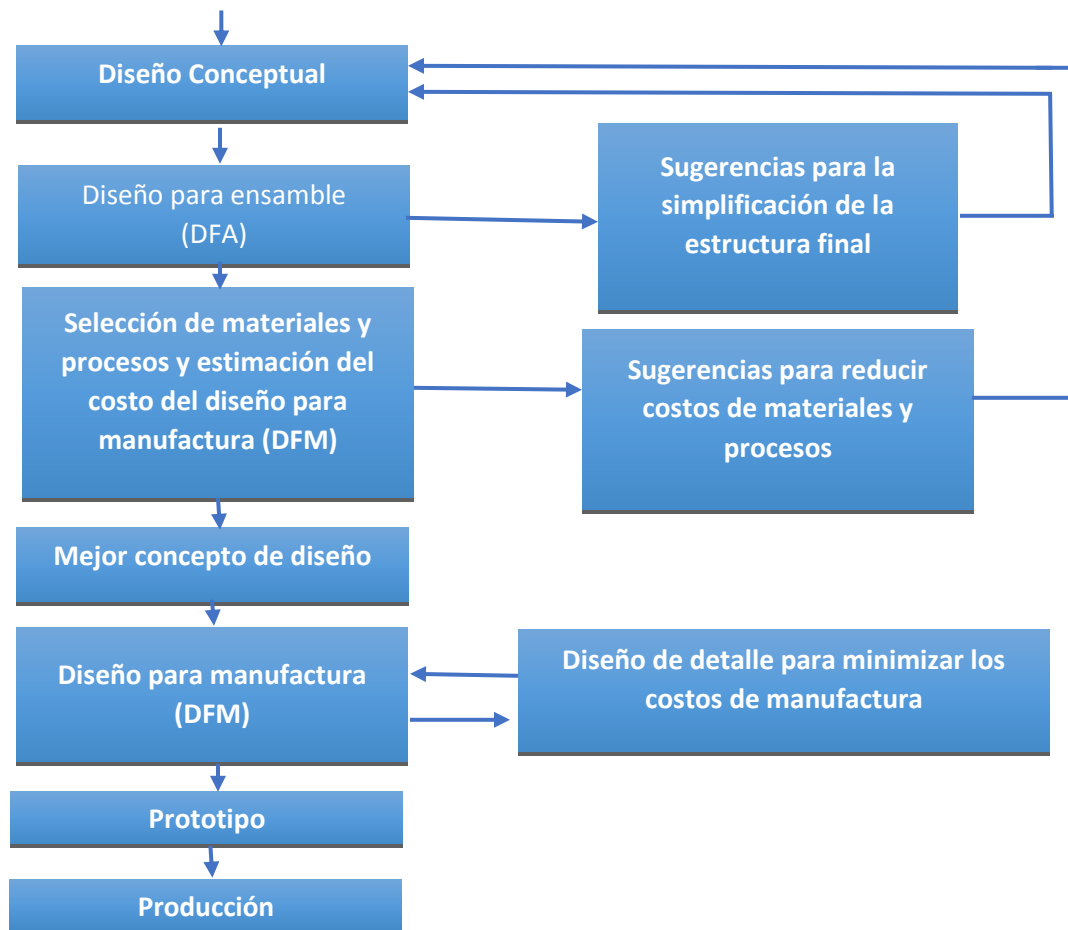 Diseño Conceptual
Diseño para ensamble
(DFA)
Sugerencias para la
simplificación de la
estructura final
Selección de materiales y
procesos y estimación del
costo del diseño para
manufactura (DFM)
Sugerencias para reducir
costos de materiales y
procesos
Mejor concepto de diseño
Diseño para manufactura
(DFM)
Diseño de detalle para minimizar los
costos de manufactura
Prototipo
Producción